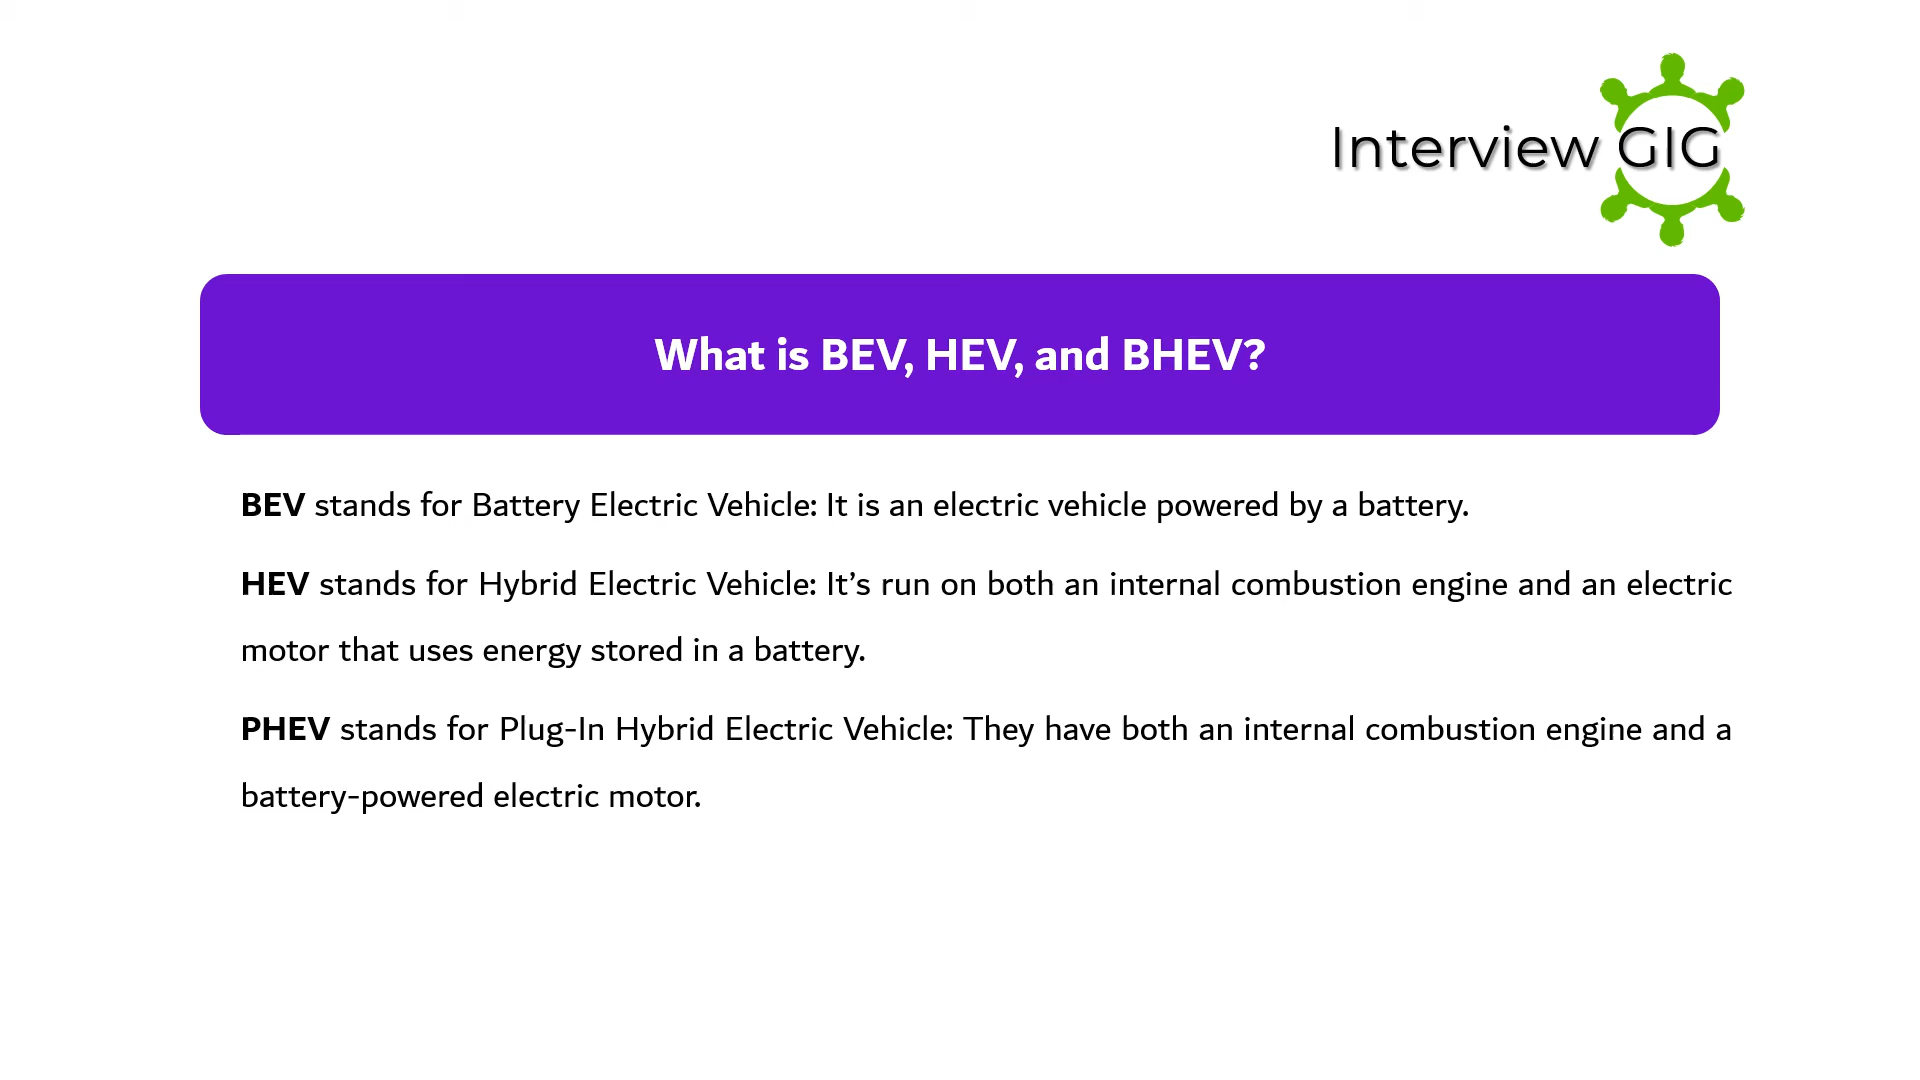 Interview GIG
What is BEV, HEV, and BHEV?
BEV stands for Battery Electric Vehicle: It is an electric vehicle powered by a battery.
HEV stands for Hybrid Electric Vehicle: It’s run on both an internal combustion engine and an electric
motor that uses energy stored in a battery.
PHEV stands for Plug-In Hybrid Electric Vehicle: They have both an internal combustion engine and a
battery-powered electric motor.